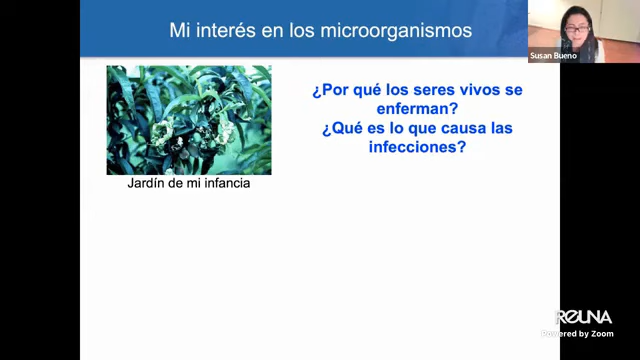 Mi interés en los microorganismos
Susan Bueno
¿Por qué los seres vivos se
enferman?
¿Qué es lo que causa las
infecciones?
Jardín de mi infancia
REUNA
Powered by Zoom